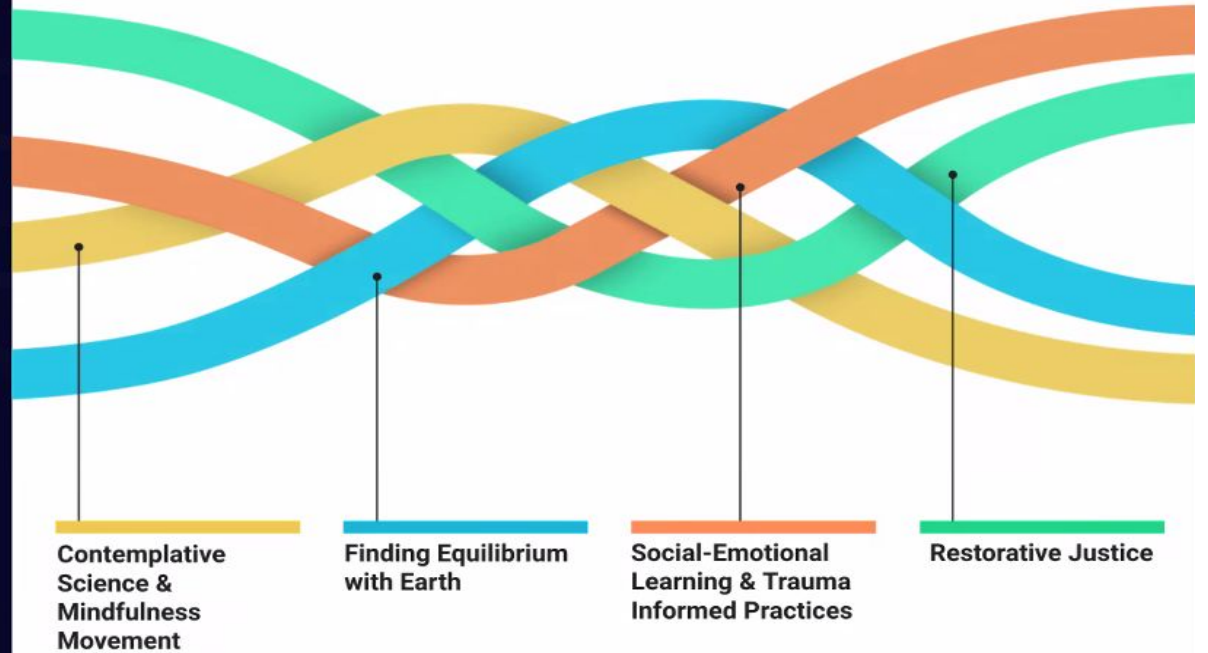 Contemplative
Science &
Mindfulness
Movement
Finding Equilibrium
with Earth
Social-Emotional
Learning & Trauma
Informed Practices
Restorative Justice